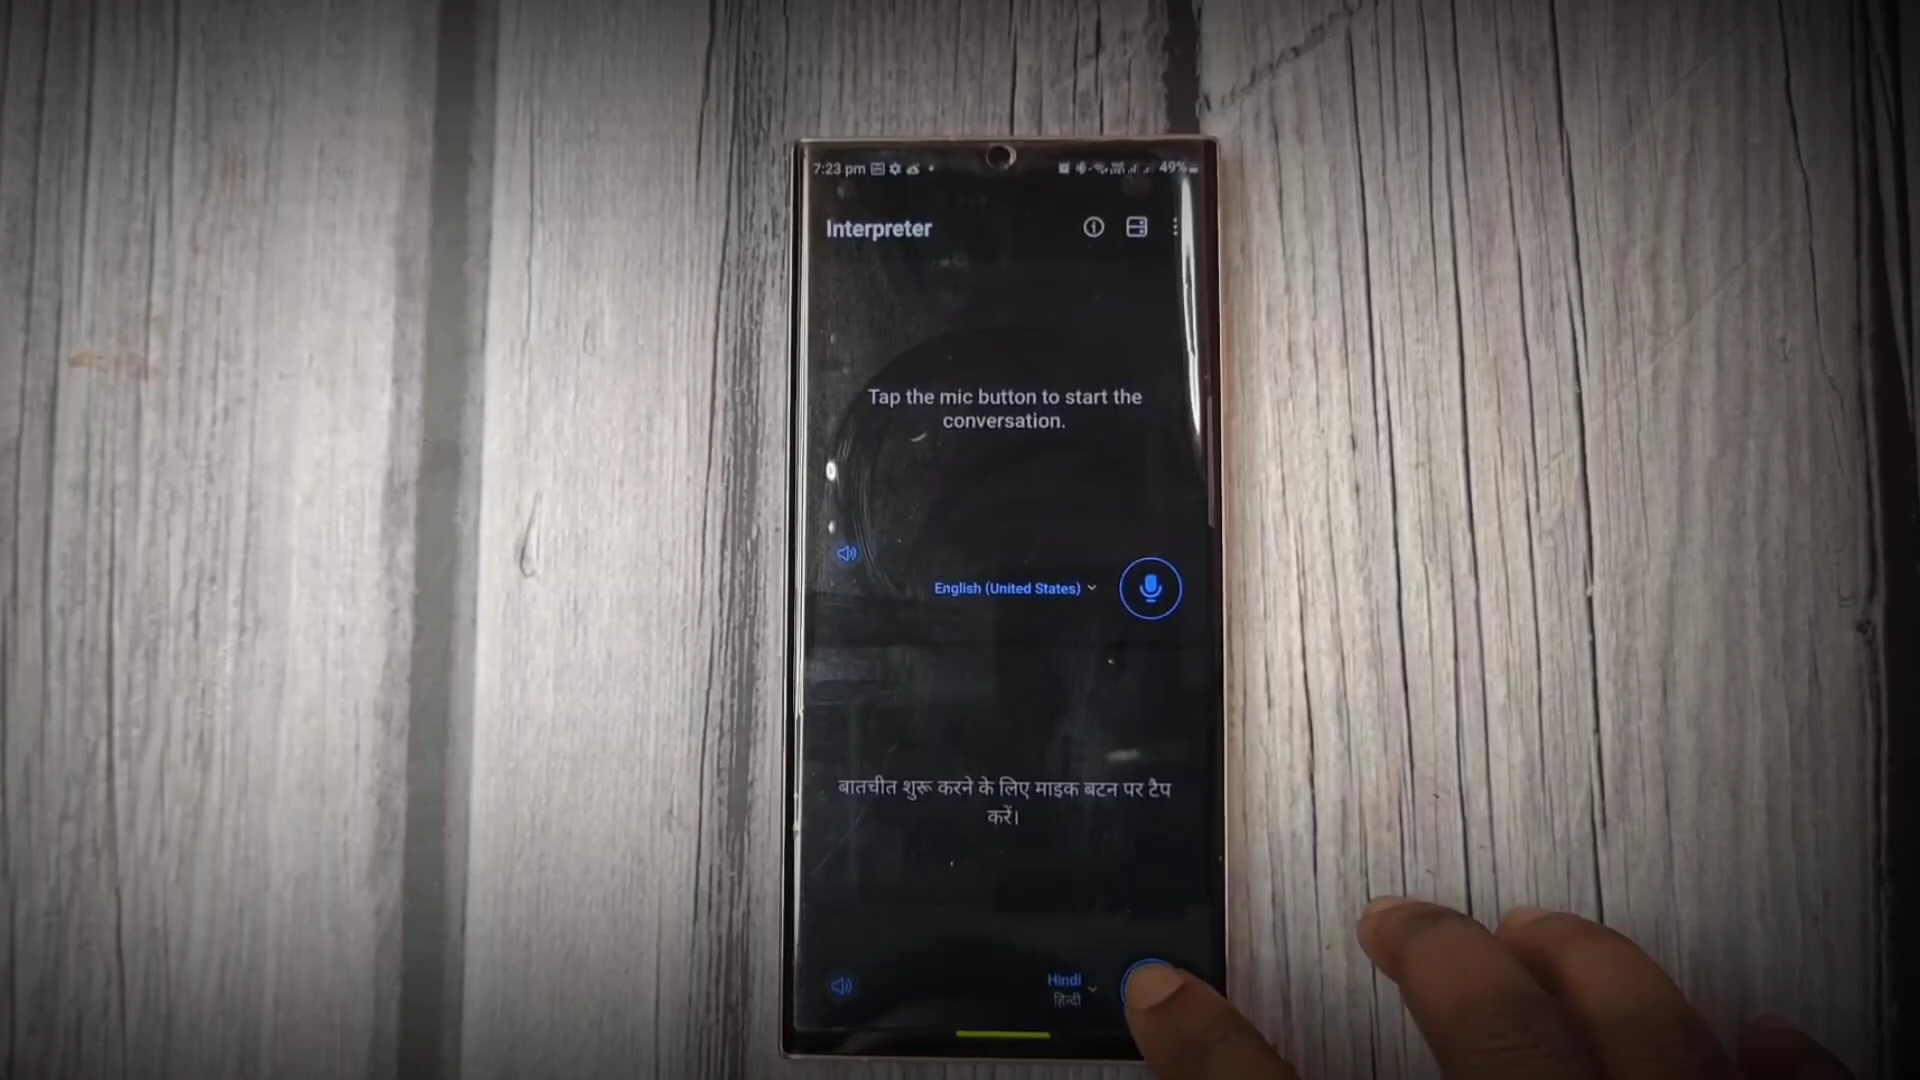 7:23 pm
49%
Interpreter
Tap the mic button to start the
conversation.
English (United States)
बातचीत शुरू करने के लिए माइक बटन पर टैप
करें।
Hindi
हिन्दी